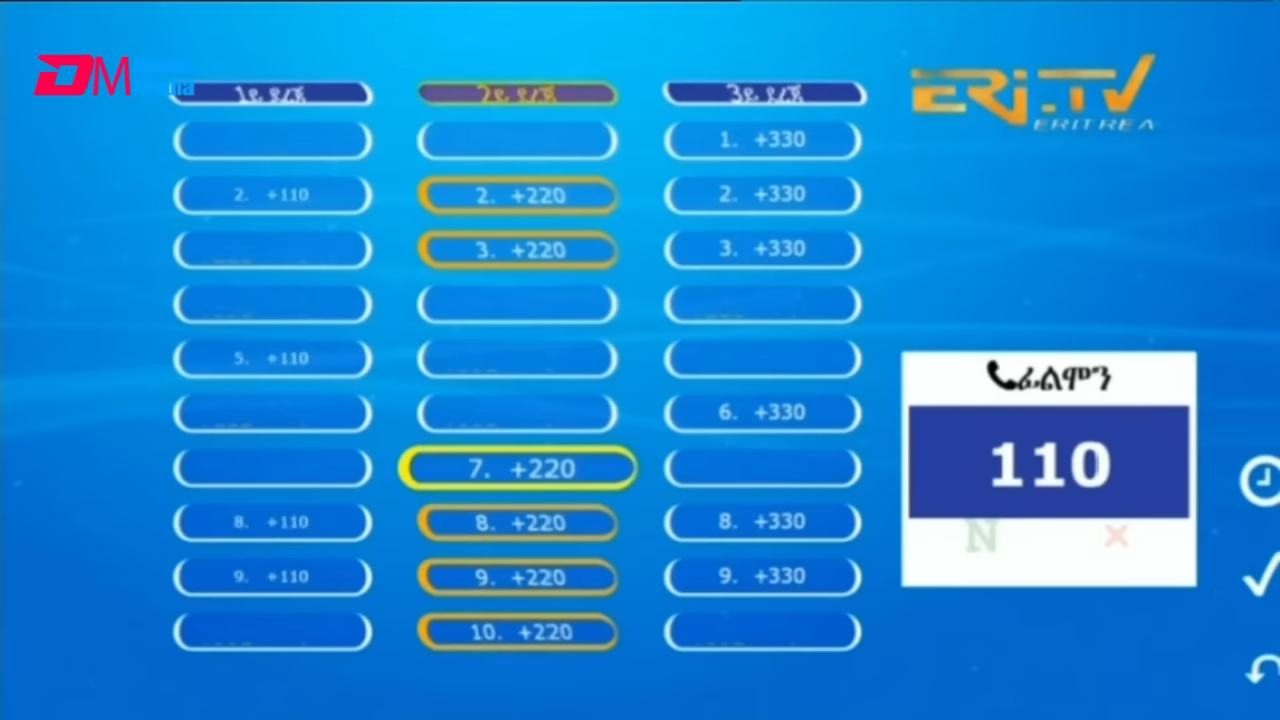 DM
ERi.TV
ERITREA
1ይ ደረጃ
2ይ ደረጃ
3ይ ደረጃ
1. +330
2. +110
2. +220
2. +330
3. +220
3. +330
5. +110
6. +330
7. +220
8. +110
8. +220
8. +330
9. +110
9. +220
9. +330
10. +220
ፊልሞን
110
N